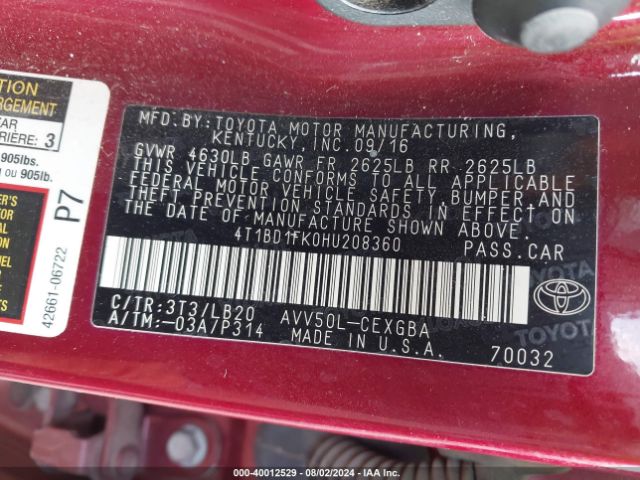 TION
RGEMENT
AR
RIÈRE: 3
905lbs.
ou 905lb.
P7
42661-06722
MFD. BY: TOYOTA MOTOR MANUFACTURING,
KENTUCKY, INC. 09/16
GVWR 4630LB GAWR FR 2625LB RR 2625LB
THIS VEHICLE CONFORMS TO ALL APPLICABLE
FEDERAL MOTOR VEHICLE SAFETY, BUMPER, AND
THEFT PREVENTION STANDARDS IN EFFECT ON
THE DATE OF MANUFACTURE SHOWN ABOVE.
4T1BD1FK0HU208360
PASS.CAR
C/TR: 3T3/LB20 AVV50L-CEXGBA
A/TM: -03A/P314 MADE IN U.S.A.
TOYOTA
70032
000-40012529 - 08/02/2024 - IAA Inc.